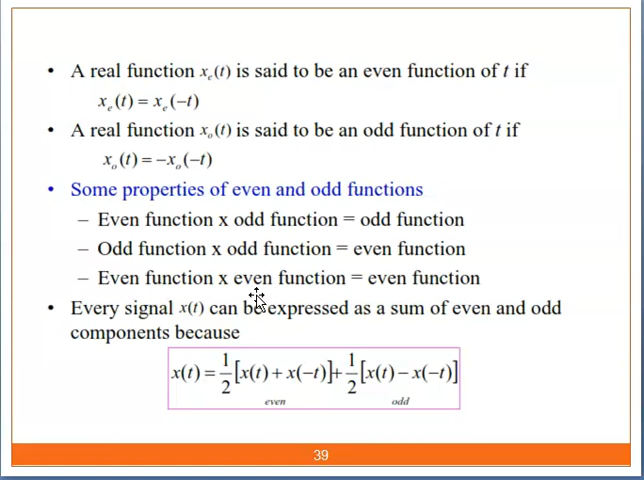 • A real function xₑ(t) is said to be an even function of t if
xₑ(t) = xₑ(−t)
• A real function xₒ(t) is said to be an odd function of t if
xₒ(t) = −xₒ(−t)
• Some properties of even and odd functions
– Even function x odd function = odd function
– Odd function x odd function = even function
– Even function x even function = even function
• Every signal x(t) can be expressed as a sum of even and odd
components because
x(t) = 1/2 [x(t) + x(−t)] + 1/2 [x(t) − x(−t)]
even odd
39